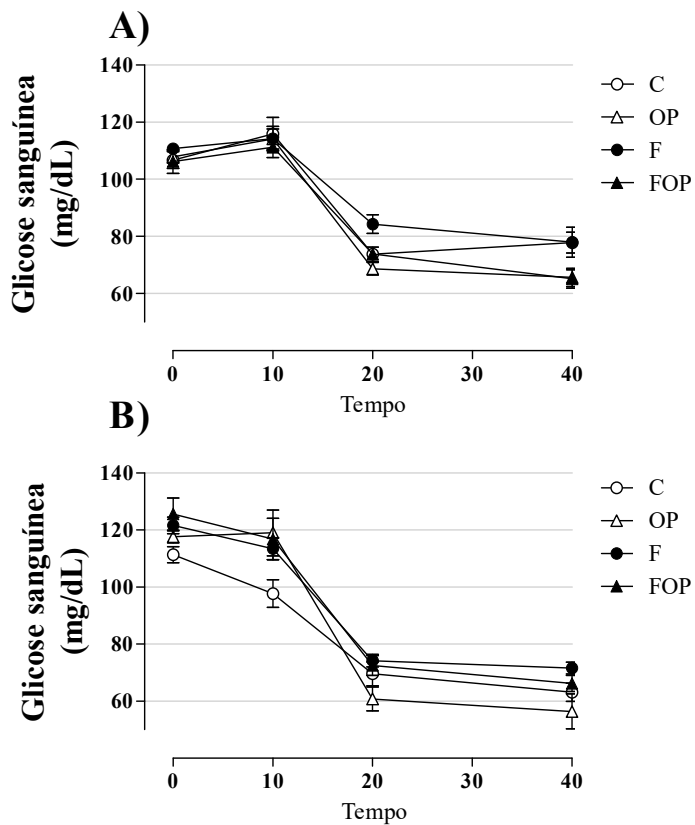 A)
Glicose sanguínea
(mg/dL)
140
120
100
80
60
0 10 20 30 40
Tempo
C
OP
F
FOP
B)
Glicose sanguínea
(mg/dL)
140
120
100
80
60
0 10 20 30 40
Tempo
C
OP
F
FOP